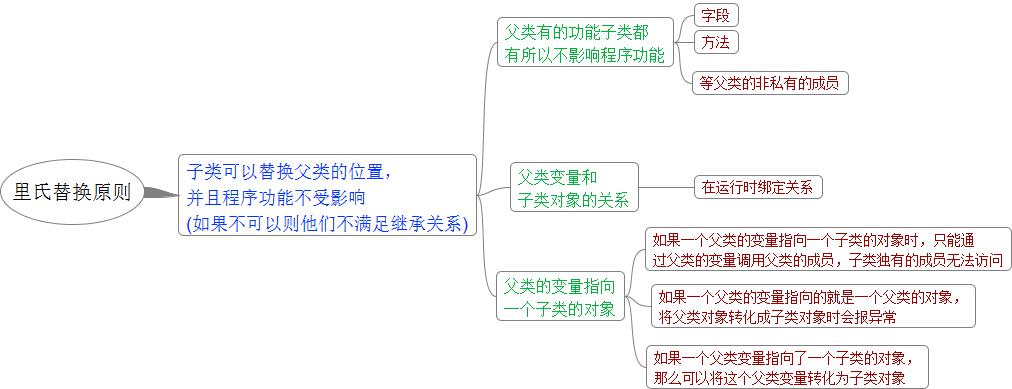 里氏替换原则
子类可以替换父类的位置，
并且程序功能不受影响
(如果不可以则他们不满足继承关系)
父类有的功能子类都
有所以不影响程序功能
字段
方法
等父类的非私有的成员
父类变量和
子类对象的关系
在运行时绑定关系
父类的变量指向
一个子类的对象
如果一个父类的变量指向一个子类的对象时，只能通
过父类的变量调用父类的成员，子类独有的成员无法访问
如果一个父类的变量指向的就是一个父类的对象，
将父类对象转化成子类对象时会报异常
如果一个父类变量指向了一个子类的对象，
那么可以将这个父类变量转化为子类对象